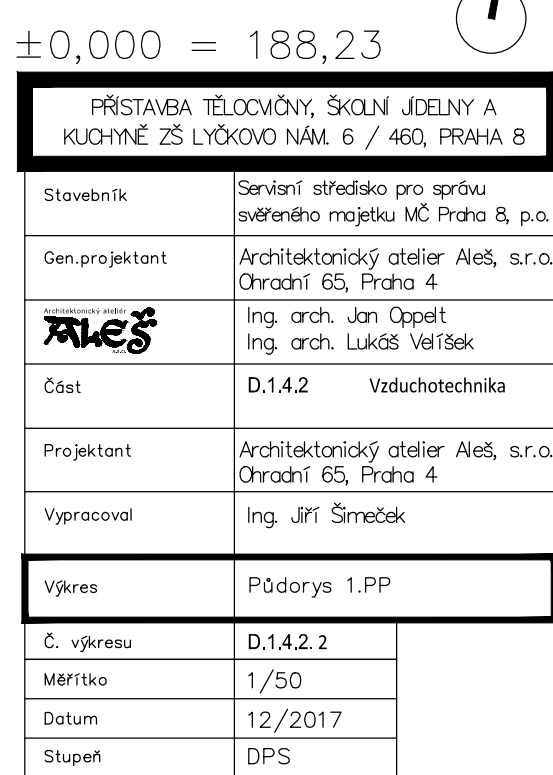 ±0,000 = 188,23
PŘÍSTAVBA TĚLOCVIČNY, ŠKOLNÍ JÍDELNY A
KUCHYNĚ ZŠ LYČKOVO NÁM. 6 / 460, PRAHA 8
Stavebník
Servisní středisko pro správu
svěřeného majetku MČ Praha 8, p.o.
Gen.projektant
Architektonický atelier Aleš, s.r.o.
Ohradní 65, Praha 4
Architektonický ateliér
ALEŠ
s.r.o.
Ing. arch. Jan Oppelt
Ing. arch. Lukáš Velíšek
Část D.1.4.2 Vzduchotechnika
Projektant
Architektonický atelier Aleš, s.r.o.
Ohradní 65, Praha 4
Vypracoval Ing. Jiří Šimeček
Výkres Půdorys 1.PP
Č. výkresu D.1.4.2.2
Měřítko 1/50
Datum 12/2017
Stupeň DPS